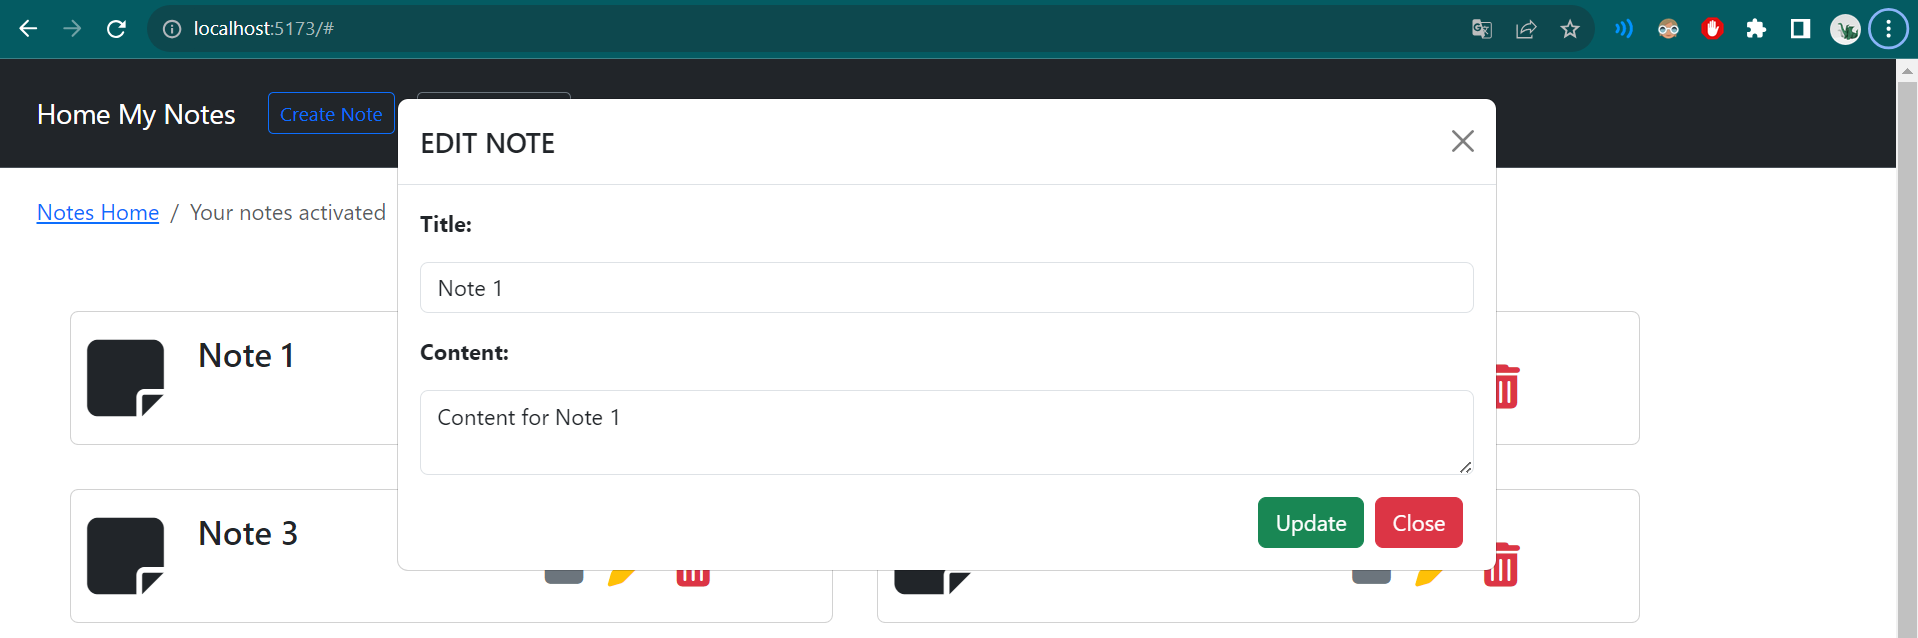 localhost:5173/#
Home My Notes Create Note
EDIT NOTE
Notes Home / Your notes activated
Title:
Note 1
Content:
Content for Note 1
Update Close
Note 1
Note 3